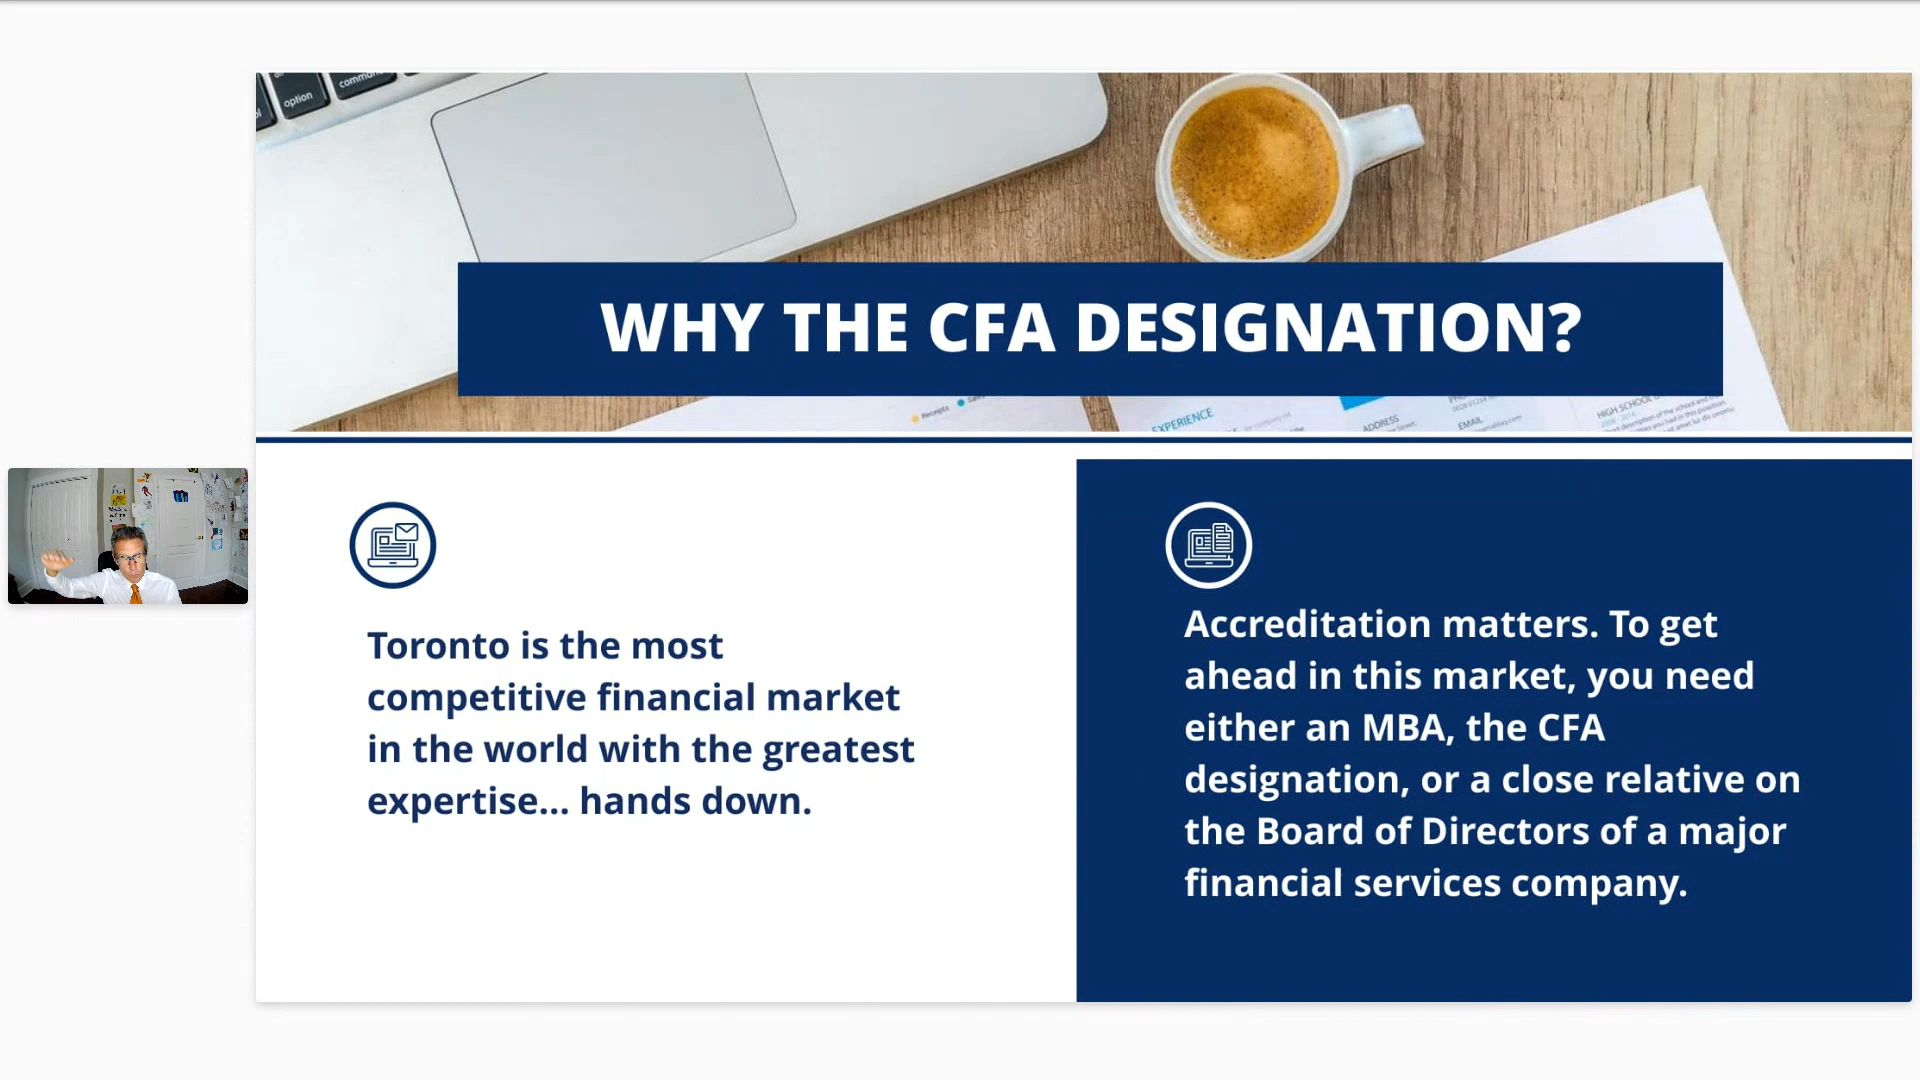 option
comman
WHY THE CFA DESIGNATION?
Receipts
EXPERIENCE
ADDRESS
EMAIL
HIGH SCHOOL
Toronto is the most
competitive financial market
in the world with the greatest
expertise... hands down.
Accreditation matters. To get
ahead in this market, you need
either an MBA, the CFA
designation, or a close relative on
the Board of Directors of a major
financial services company.